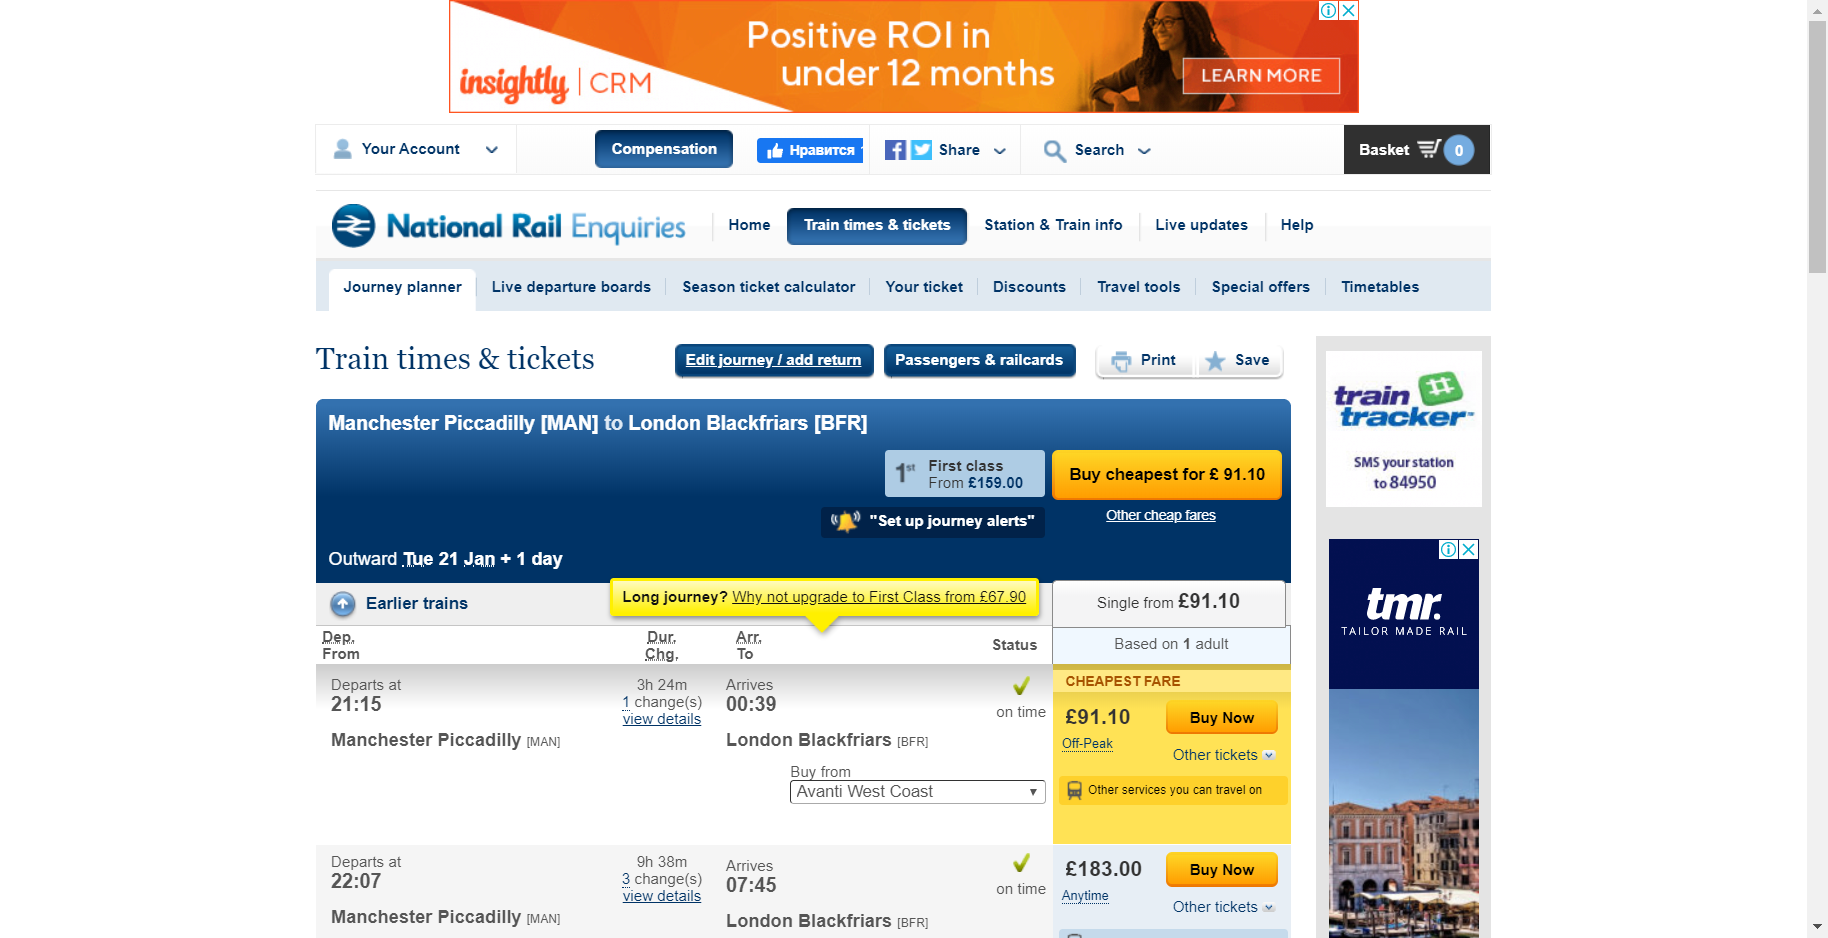 Positive ROI in
under 12 months
insightly | CRM
LEARN MORE
Your Account
Compensation
Нравится
Share
Search
Basket
0
National Rail Enquiries
Home
Train times & tickets
Station & Train info
Live updates
Help
Journey planner
Live departure boards
Season ticket calculator
Your ticket
Discounts
Travel tools
Special offers
Timetables
Train times & tickets
Edit journey / add return
Passengers & railcards
Print
Save
train
tracker™
SMS your station
to 84950
Manchester Piccadilly [MAN] to London Blackfriars [BFR]
1st
First class
From £159.00
Buy cheapest for £ 91.10
"Set up journey alerts"
Other cheap fares
Outward Tue 21 Jan + 1 day
tmr.
TAILOR MADE RAIL
Earlier trains
Long journey? Why not upgrade to First Class from £67.90
Single from £91.10
Dep.
From
Dur.
Chg.
Arr.
To
Status
Based on 1 adult
Departs at
21:15
Manchester Piccadilly [MAN]
3h 24m
1 change(s)
view details
Arrives
00:39
London Blackfriars [BFR]
on time
Buy from
Avanti West Coast
CHEAPEST FARE
£91.10
Off-Peak
Buy Now
Other tickets
Other services you can travel on
Departs at
22:07
Manchester Piccadilly [MAN]
9h 38m
3 change(s)
view details
Arrives
07:45
London Blackfriars [BFR]
on time
£183.00
Anytime
Buy Now
Other tickets